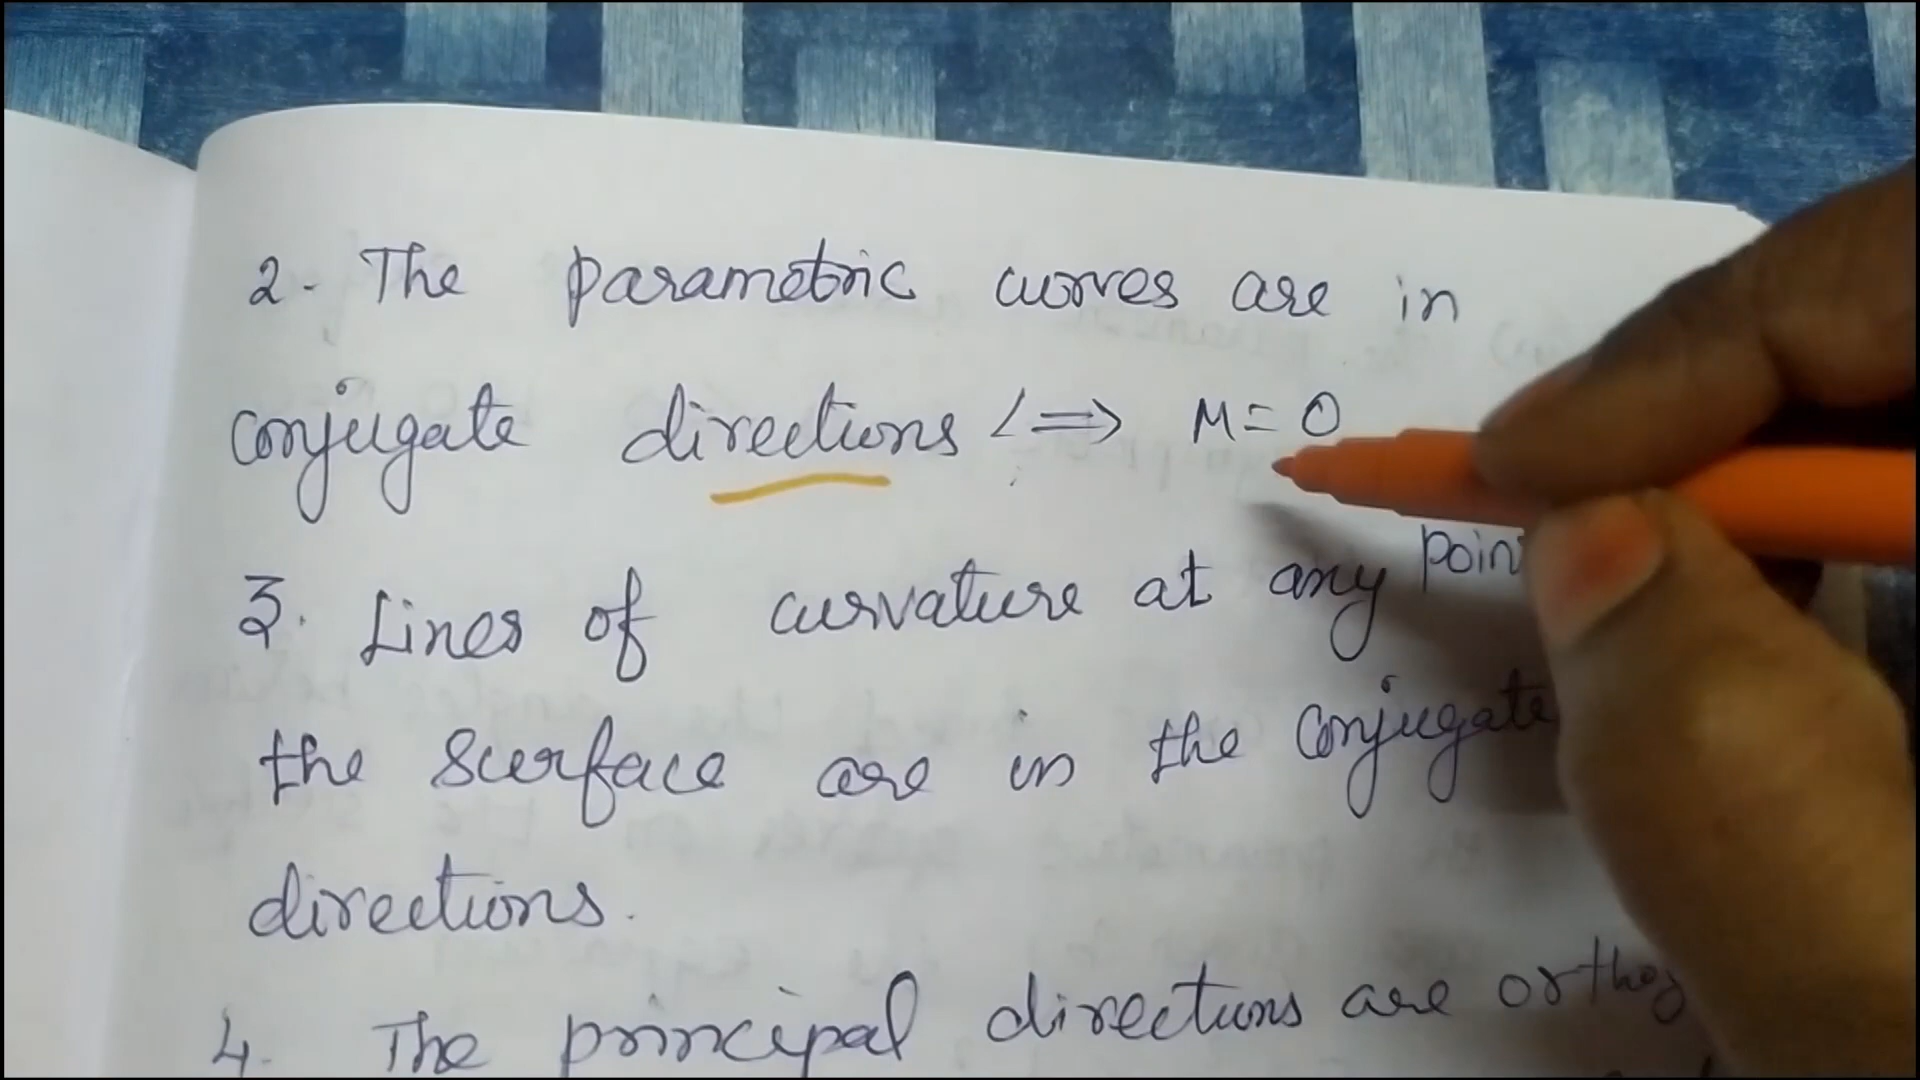 2. The parametric curves are in
conjugate directions <=> M = 0
3. Lines of curvature at any
the surface are in the conjugate
directions.
4. The principal directions are